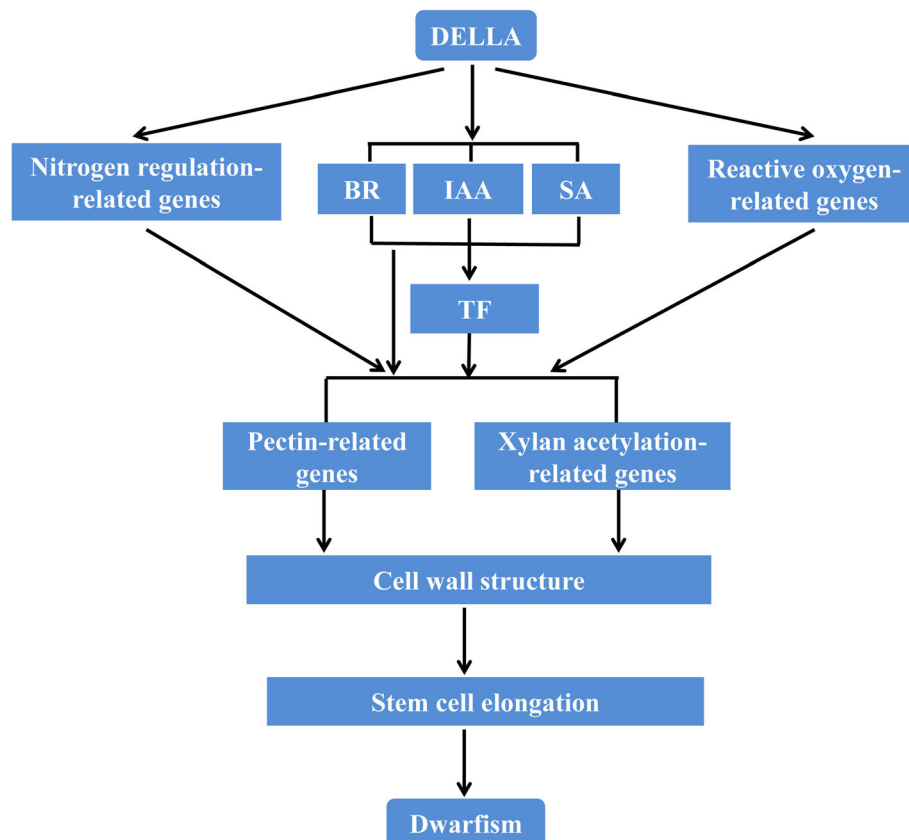 DELLA
Nitrogen regulation-
related genes
BR
IAA
SA
Reactive oxygen-
related genes
TF
Pectin-related
genes
Xylan acetylation-
related genes
Cell wall structure
Stem cell elongation
Dwarfism